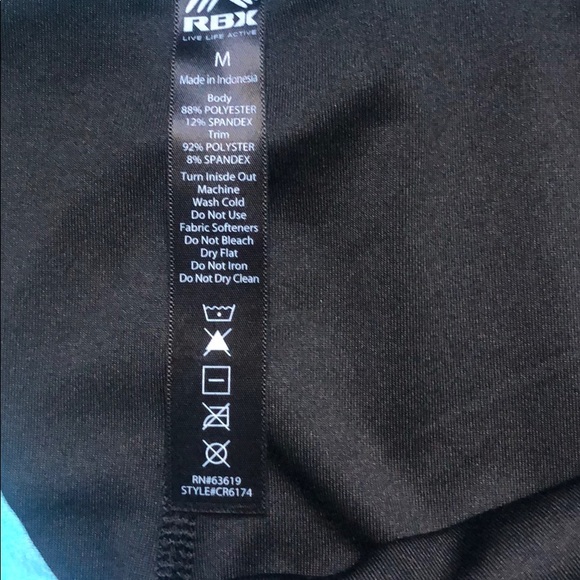 RBX
LIVE LIFE ACTIVE
M
Made in Indonesia
Body
88% POLYESTER
12% SPANDEX
Trim
92% POLYSTER
8% SPANDEX
Turn Inisde Out
Machine
Wash Cold
Do Not Use
Fabric Softeners
Do Not Bleach
Dry Flat
Do Not Iron
Do Not Dry Clean
RN#63619
STYLE#CR6174